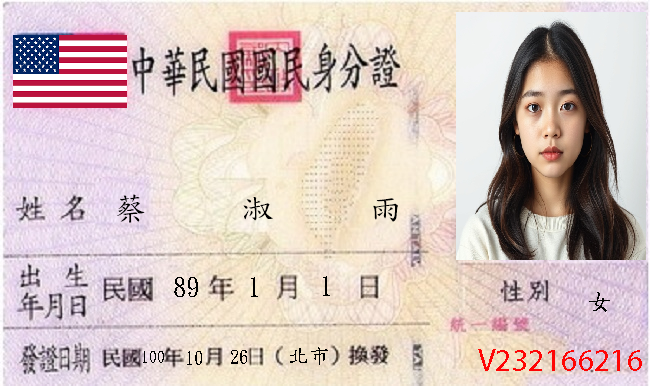 中華民國國民身分證
姓名 蔡 淑 雨
出生年月日 民國 89 年 1 月 1 日
性別 女
統一編號
V232166216
發證日期 民國100年10月26日（北市）換發